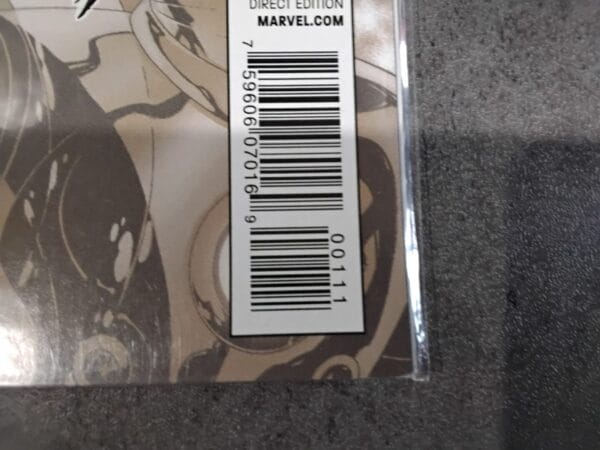 DIRECT EDITION
MARVEL.COM
7 59606 07016 9
00111